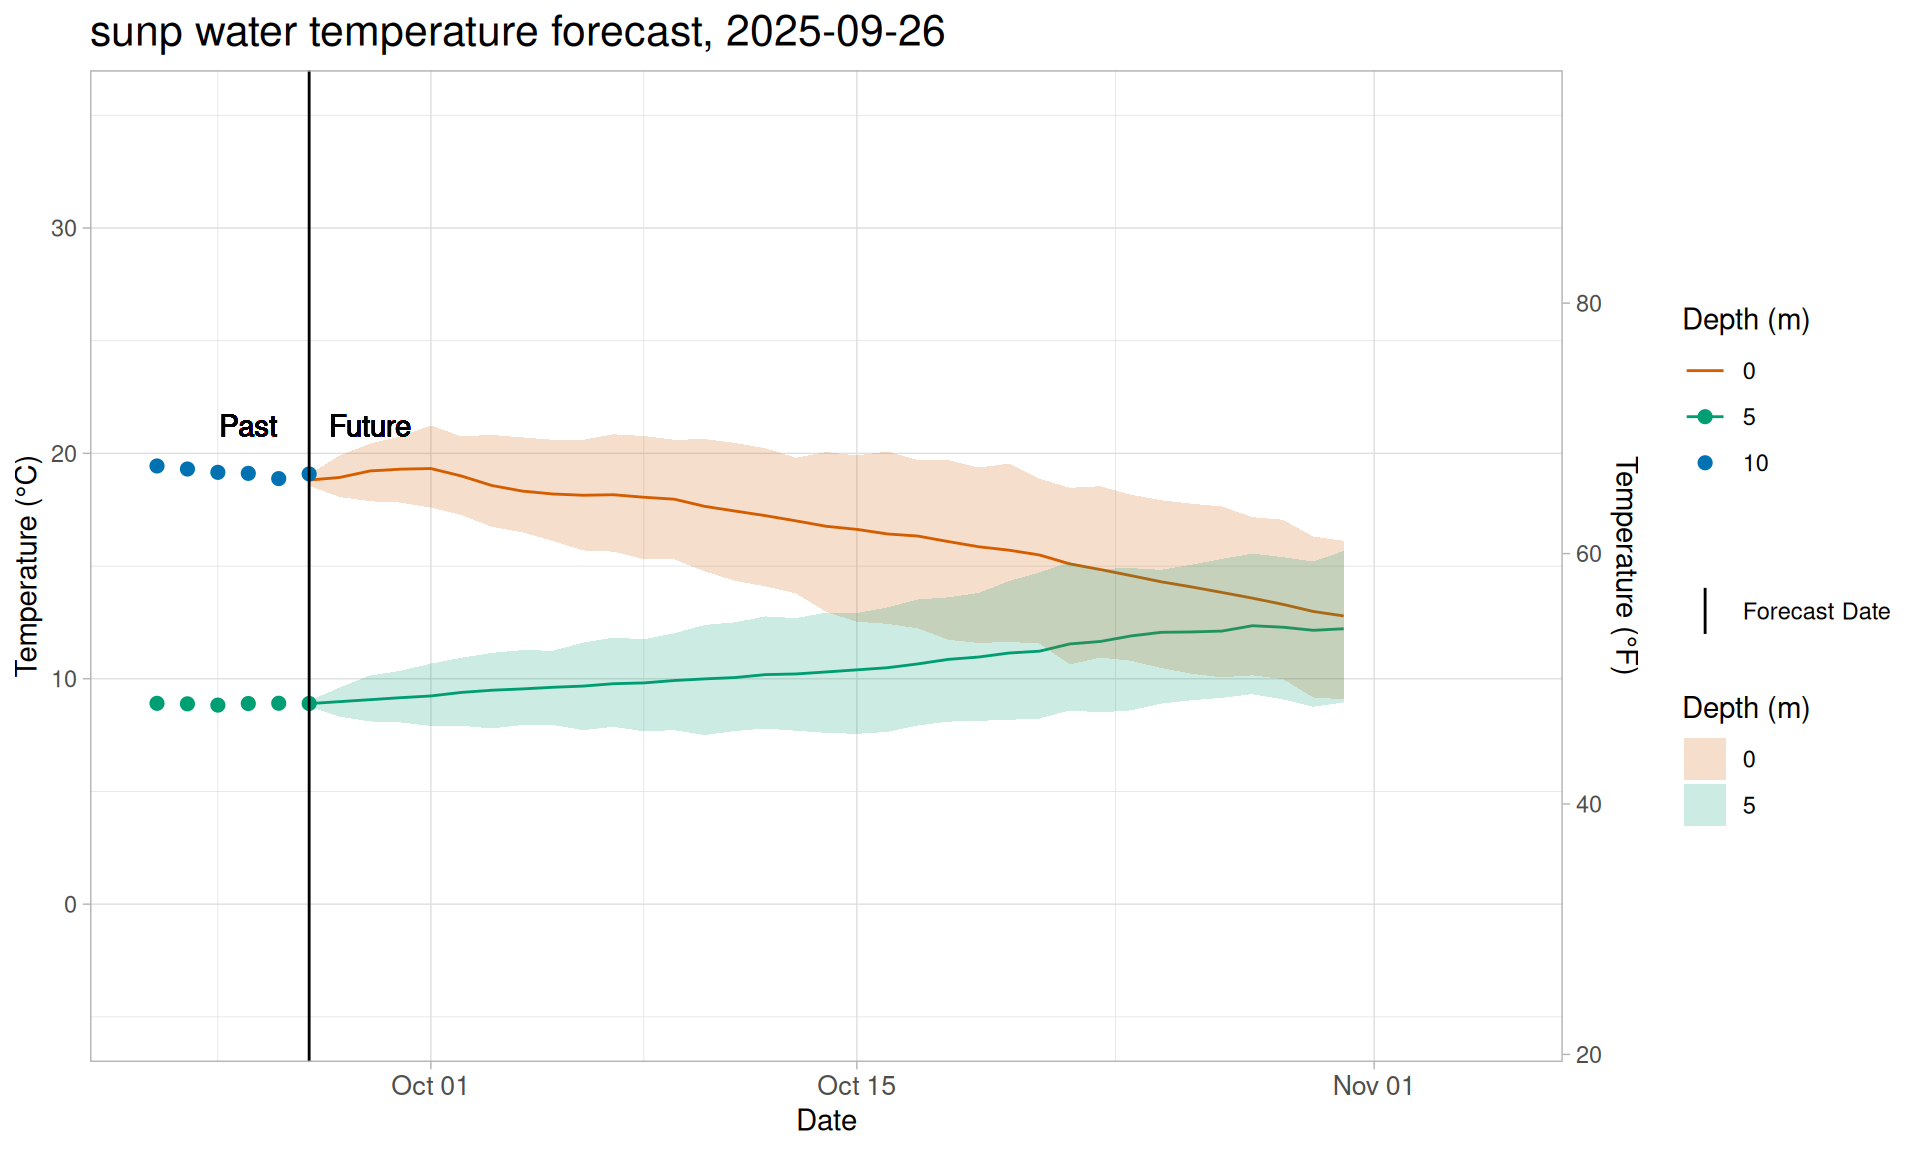 sunp water temperature forecast, 2025-09-26
Past
Future
30
20
10
0
Temperature (°C)
80
60
40
20
Temperature (°F)
Oct 01
Oct 15
Nov 01
Date
Depth (m)
0
5
10
Forecast Date
Depth (m)
0
5